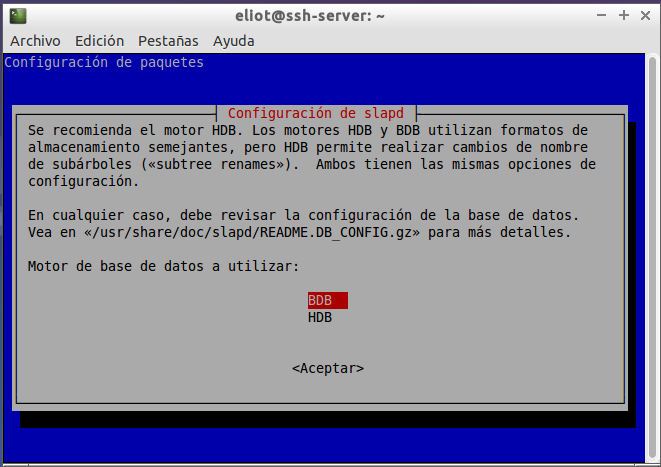 eliot@ssh-server: ~
Archivo Edición Pestañas Ayuda
Configuración de paquetes
Configuración de slapd
Se recomienda el motor HDB. Los motores HDB y BDB utilizan formatos de
almacenamiento semejantes, pero HDB permite realizar cambios de nombre
de subárboles («subtree renames»).  Ambos tienen las mismas opciones de
configuración.
En cualquier caso, debe revisar la configuración de la base de datos.
Vea en «/usr/share/doc/slapd/README.DB_CONFIG.gz» para más detalles.
Motor de base de datos a utilizar:
BDB
HDB
<Aceptar>